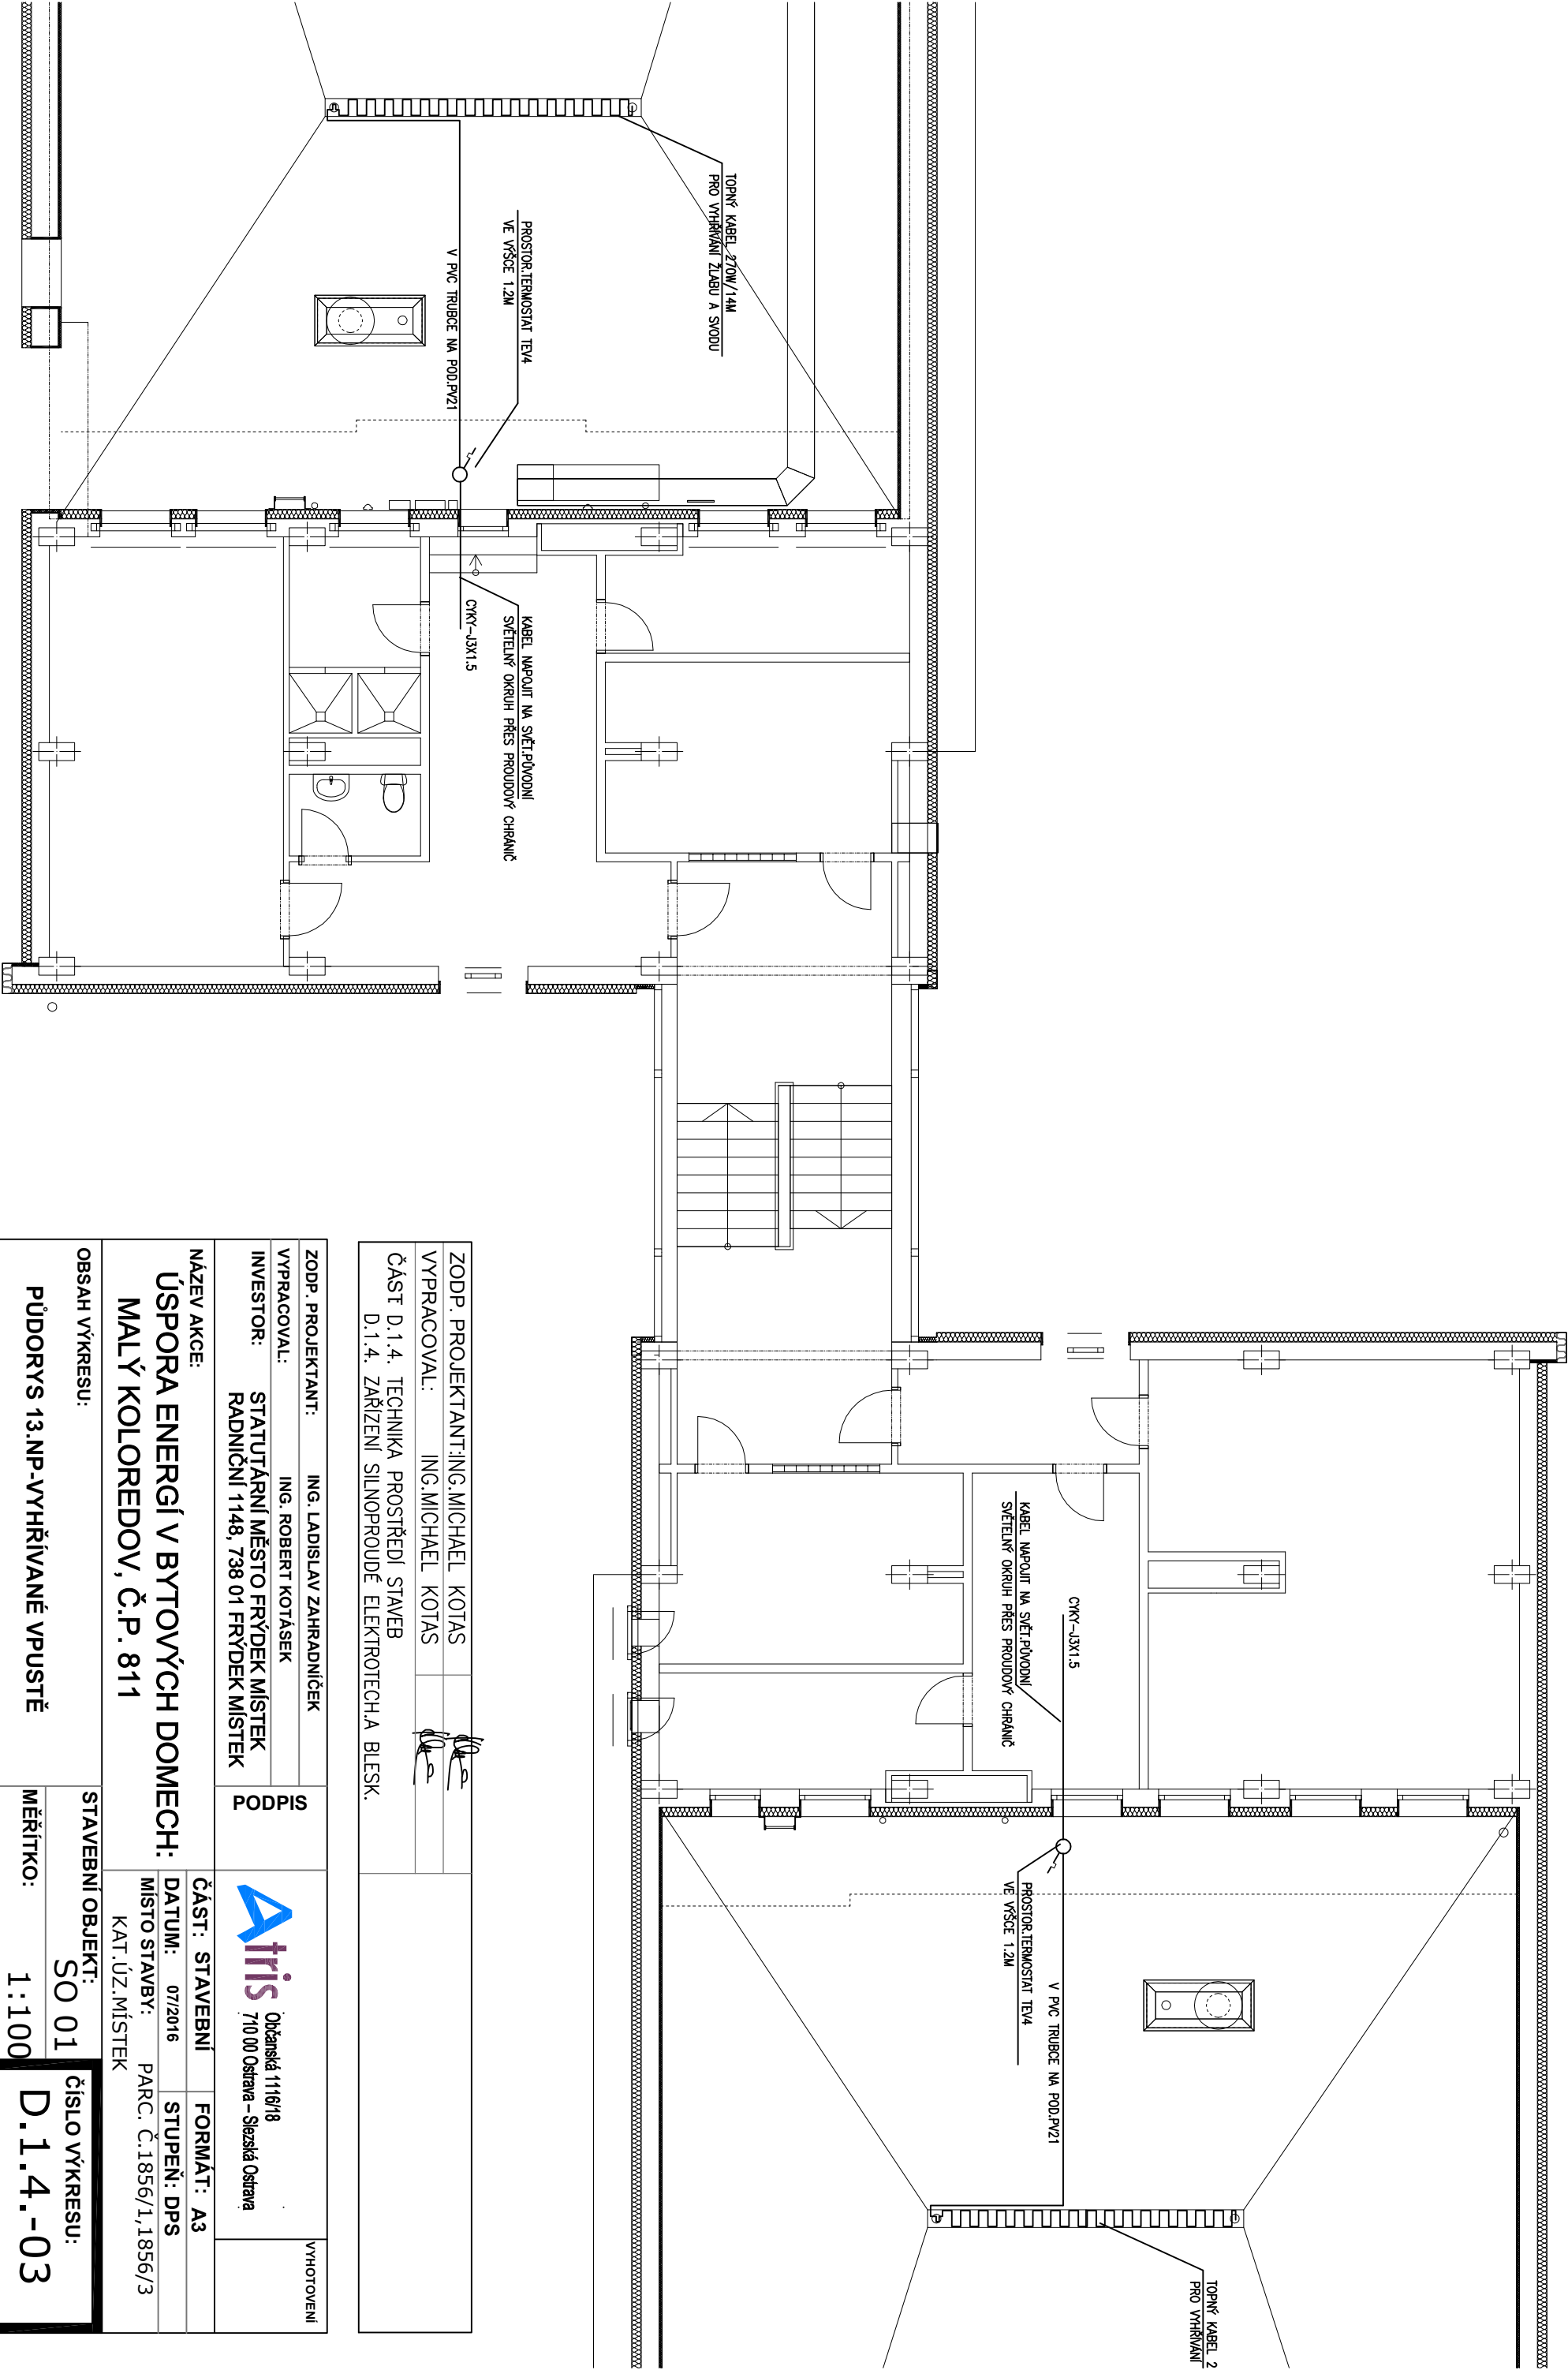 TOPNÝ KABEL 270W/14M
PRO VYHŘÍVÁNÍ ŽLABU A SVODU
PROSTOR.TERMOSTAT TEV4
VE VÝŠCE 1.2M
V PVC TRUBCE NA POD.PV21
KABEL NAPOJIT NA SVĚT.PŮVODNÍ
SVĚTELNÝ OKRUH PŘES PROUDOVÝ CHRÁNIČ
CYKY-J3X1.5
CYKY-J3X1.5
KABEL NAPOJIT NA SVĚT.PŮVODNÍ
SVĚTELNÝ OKRUH PŘES PROUDOVÝ CHRÁNIČ
V PVC TRUBCE NA POD.PV21
PROSTOR.TERMOSTAT TEV4
VE VÝŠCE 1.2M
TOPNÝ KABEL 2
PRO VYHŘÍVÁNÍ
ZODP. PROJEKTANT:ING.MICHAEL KOTAS
VYPRACOVAL: ING.MICHAEL KOTAS
ČÁST D.1.4. TECHNIKA PROSTŘEDÍ STAVEB
D.1.4. ZAŘÍZENÍ SILNOPROUDÉ ELEKTROTECH.A BLESK.
ZODP. PROJEKTANT: ING. LADISLAV ZAHRADNÍČEK
VYPRACOVAL: ING. ROBERT KOTÁSEK
INVESTOR: STATUTÁRNÍ MĚSTO FRÝDEK MÍSTEK
RADNIČNÍ 1148, 738 01 FRÝDEK MÍSTEK
PODPIS
Atris
Občanská 1116/18
710 00 Ostrava – Slezská Ostrava
VYHOTOVENÍ
NÁZEV AKCE:
ÚSPORA ENERGÍ V BYTOVÝCH DOMECH:
MALÝ KOLOREDOV, Č.P. 811
ČÁST: STAVEBNÍ
FORMÁT: A3
DATUM: 07/2016
STUPEŇ: DPS
MÍSTO STAVBY: PARC. Č.1856/1,1856/3
KAT.ÚZ.MÍSTEK
OBSAH VÝKRESU:
PŮDORYS 13.NP-VYHŘÍVANÉ VPUSTĚ
STAVEBNÍ OBJEKT:
SO 01
MĚŘÍTKO: 1:100
ČÍSLO VÝKRESU:
D.1.4.-03